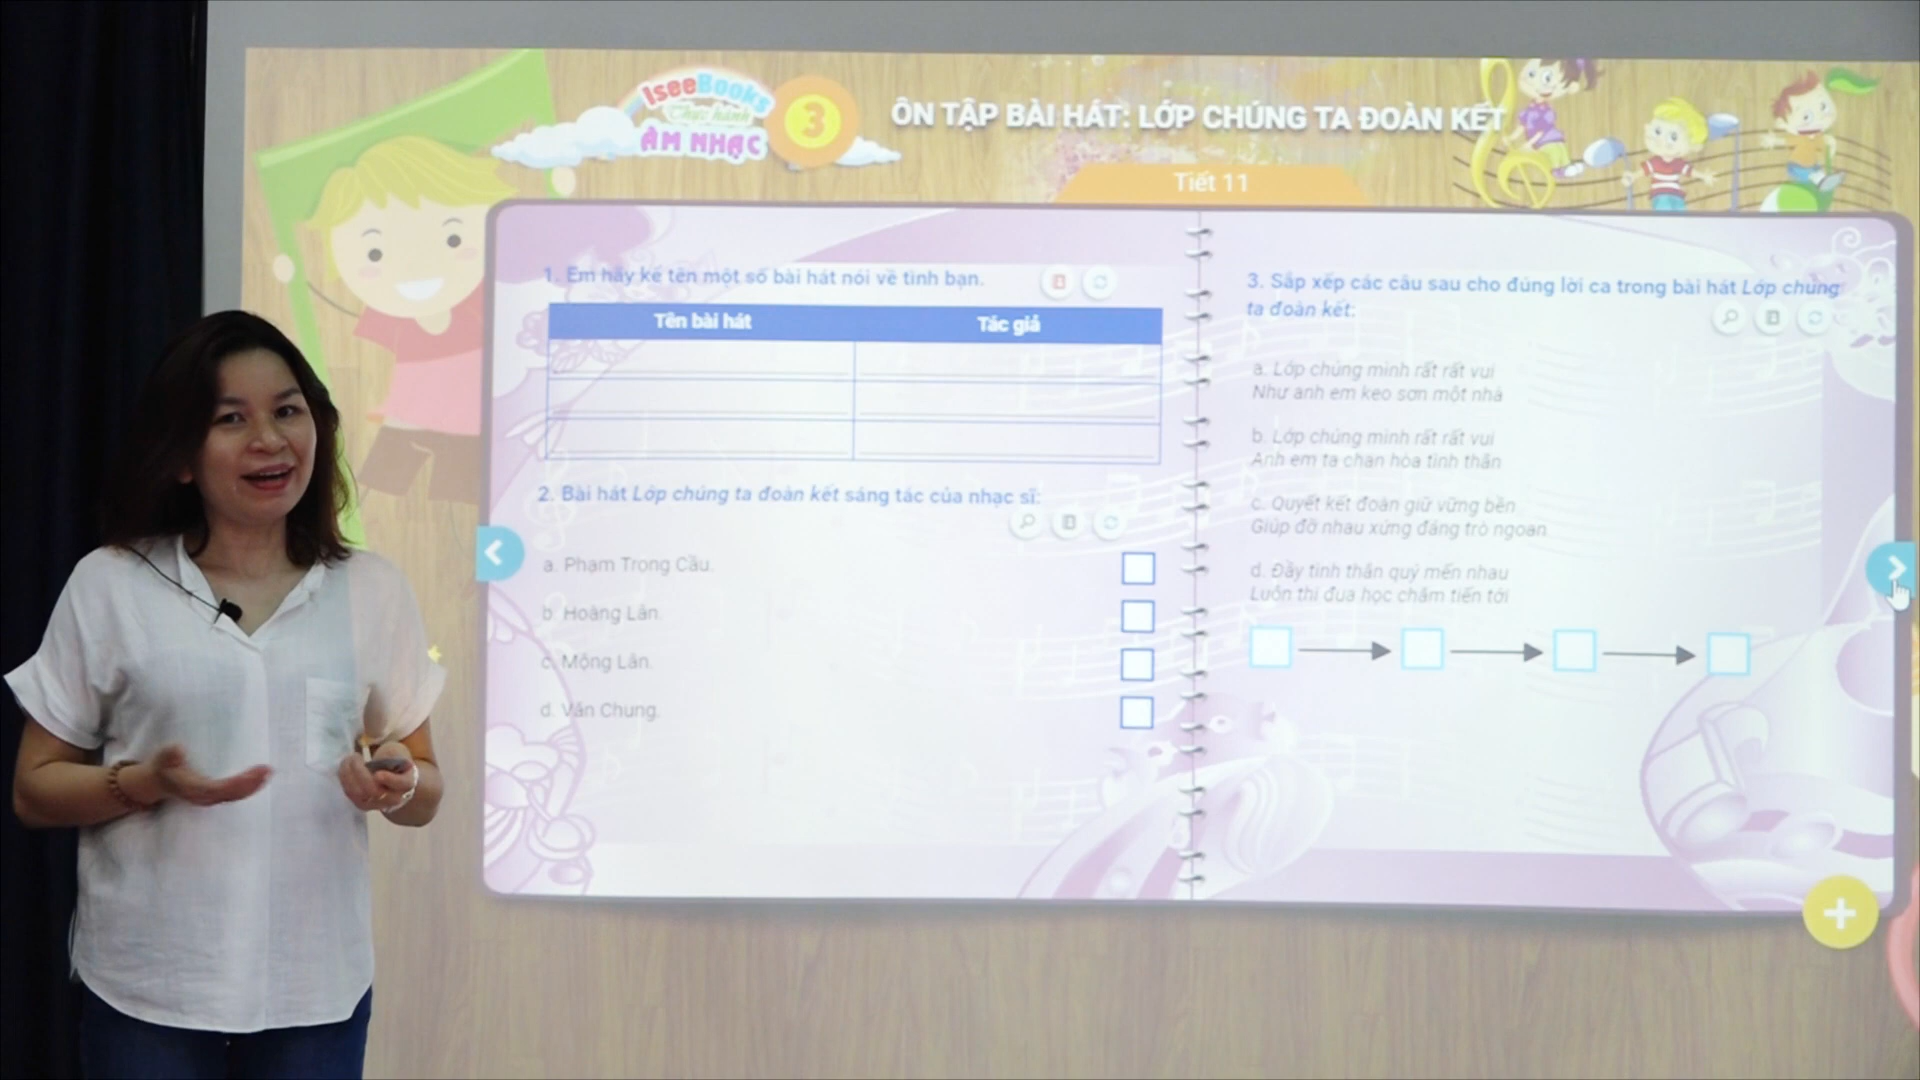 IseeBooks
Thực hành
ÂM NHẠC
3
ÔN TẬP BÀI HÁT: LỚP CHÚNG TA ĐOÀN KẾT
Tiết 11
1. Em hãy kể tên một số bài hát nói về tình bạn.
Tên bài hát
Tác giả
2. Bài hát Lớp chúng ta đoàn kết sáng tác của nhạc sĩ:
a. Phạm Trọng Cầu.
b. Hoàng Lân.
c. Mộng Lân.
d. Văn Chung.
3. Sắp xếp các câu sau cho đúng lời ca trong bài hát Lớp chúng
ta đoàn kết:
a. Lớp chúng mình rất rất vui
Như anh em keo sơn một nhà
b. Lớp chúng mình rất rất vui
Anh em ta chan hòa tình thân
c. Quyết kết đoàn giữ vững bền
Giúp đỡ nhau xứng đáng trò ngoan
d. Đầy tình thân quý mến nhau
Luôn thi đua học chăm tiến tới